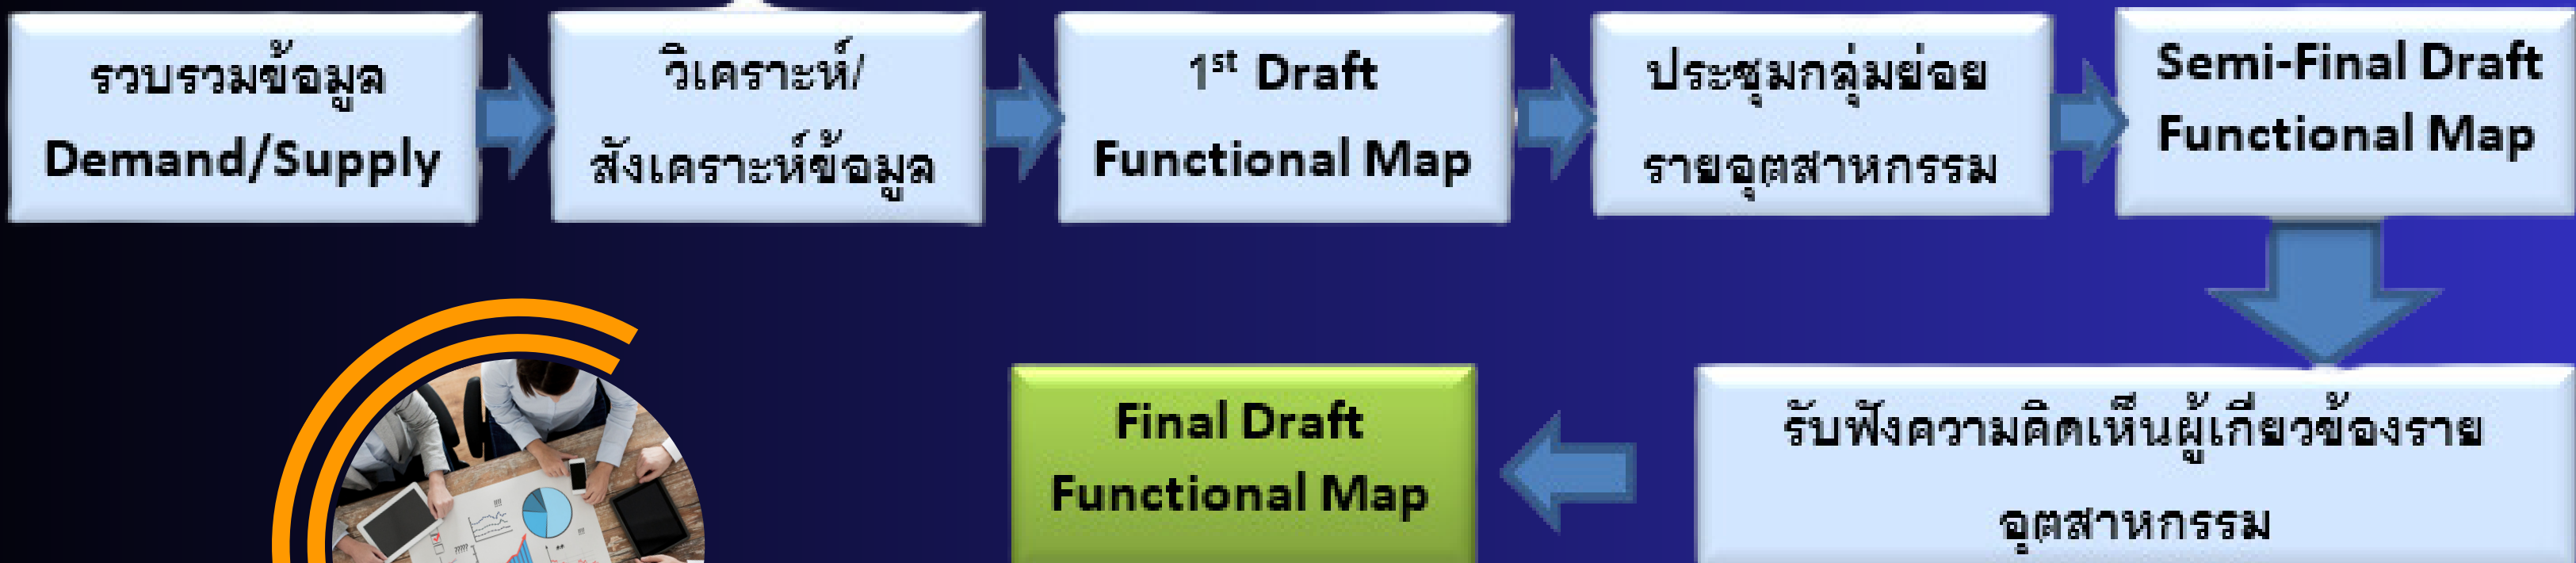 รวบรวมข้อมูล
Demand/Supply
วิเคราะห์/
สังเคราะห์ข้อมูล
1st Draft
Functional Map
ประชุมกลุ่มย่อย
รายอุตสาหกรรม
Semi-Final Draft
Functional Map
รับฟังความคิดเห็นผู้เกี่ยวข้องราย
อุตสาหกรรม
Final Draft
Functional Map